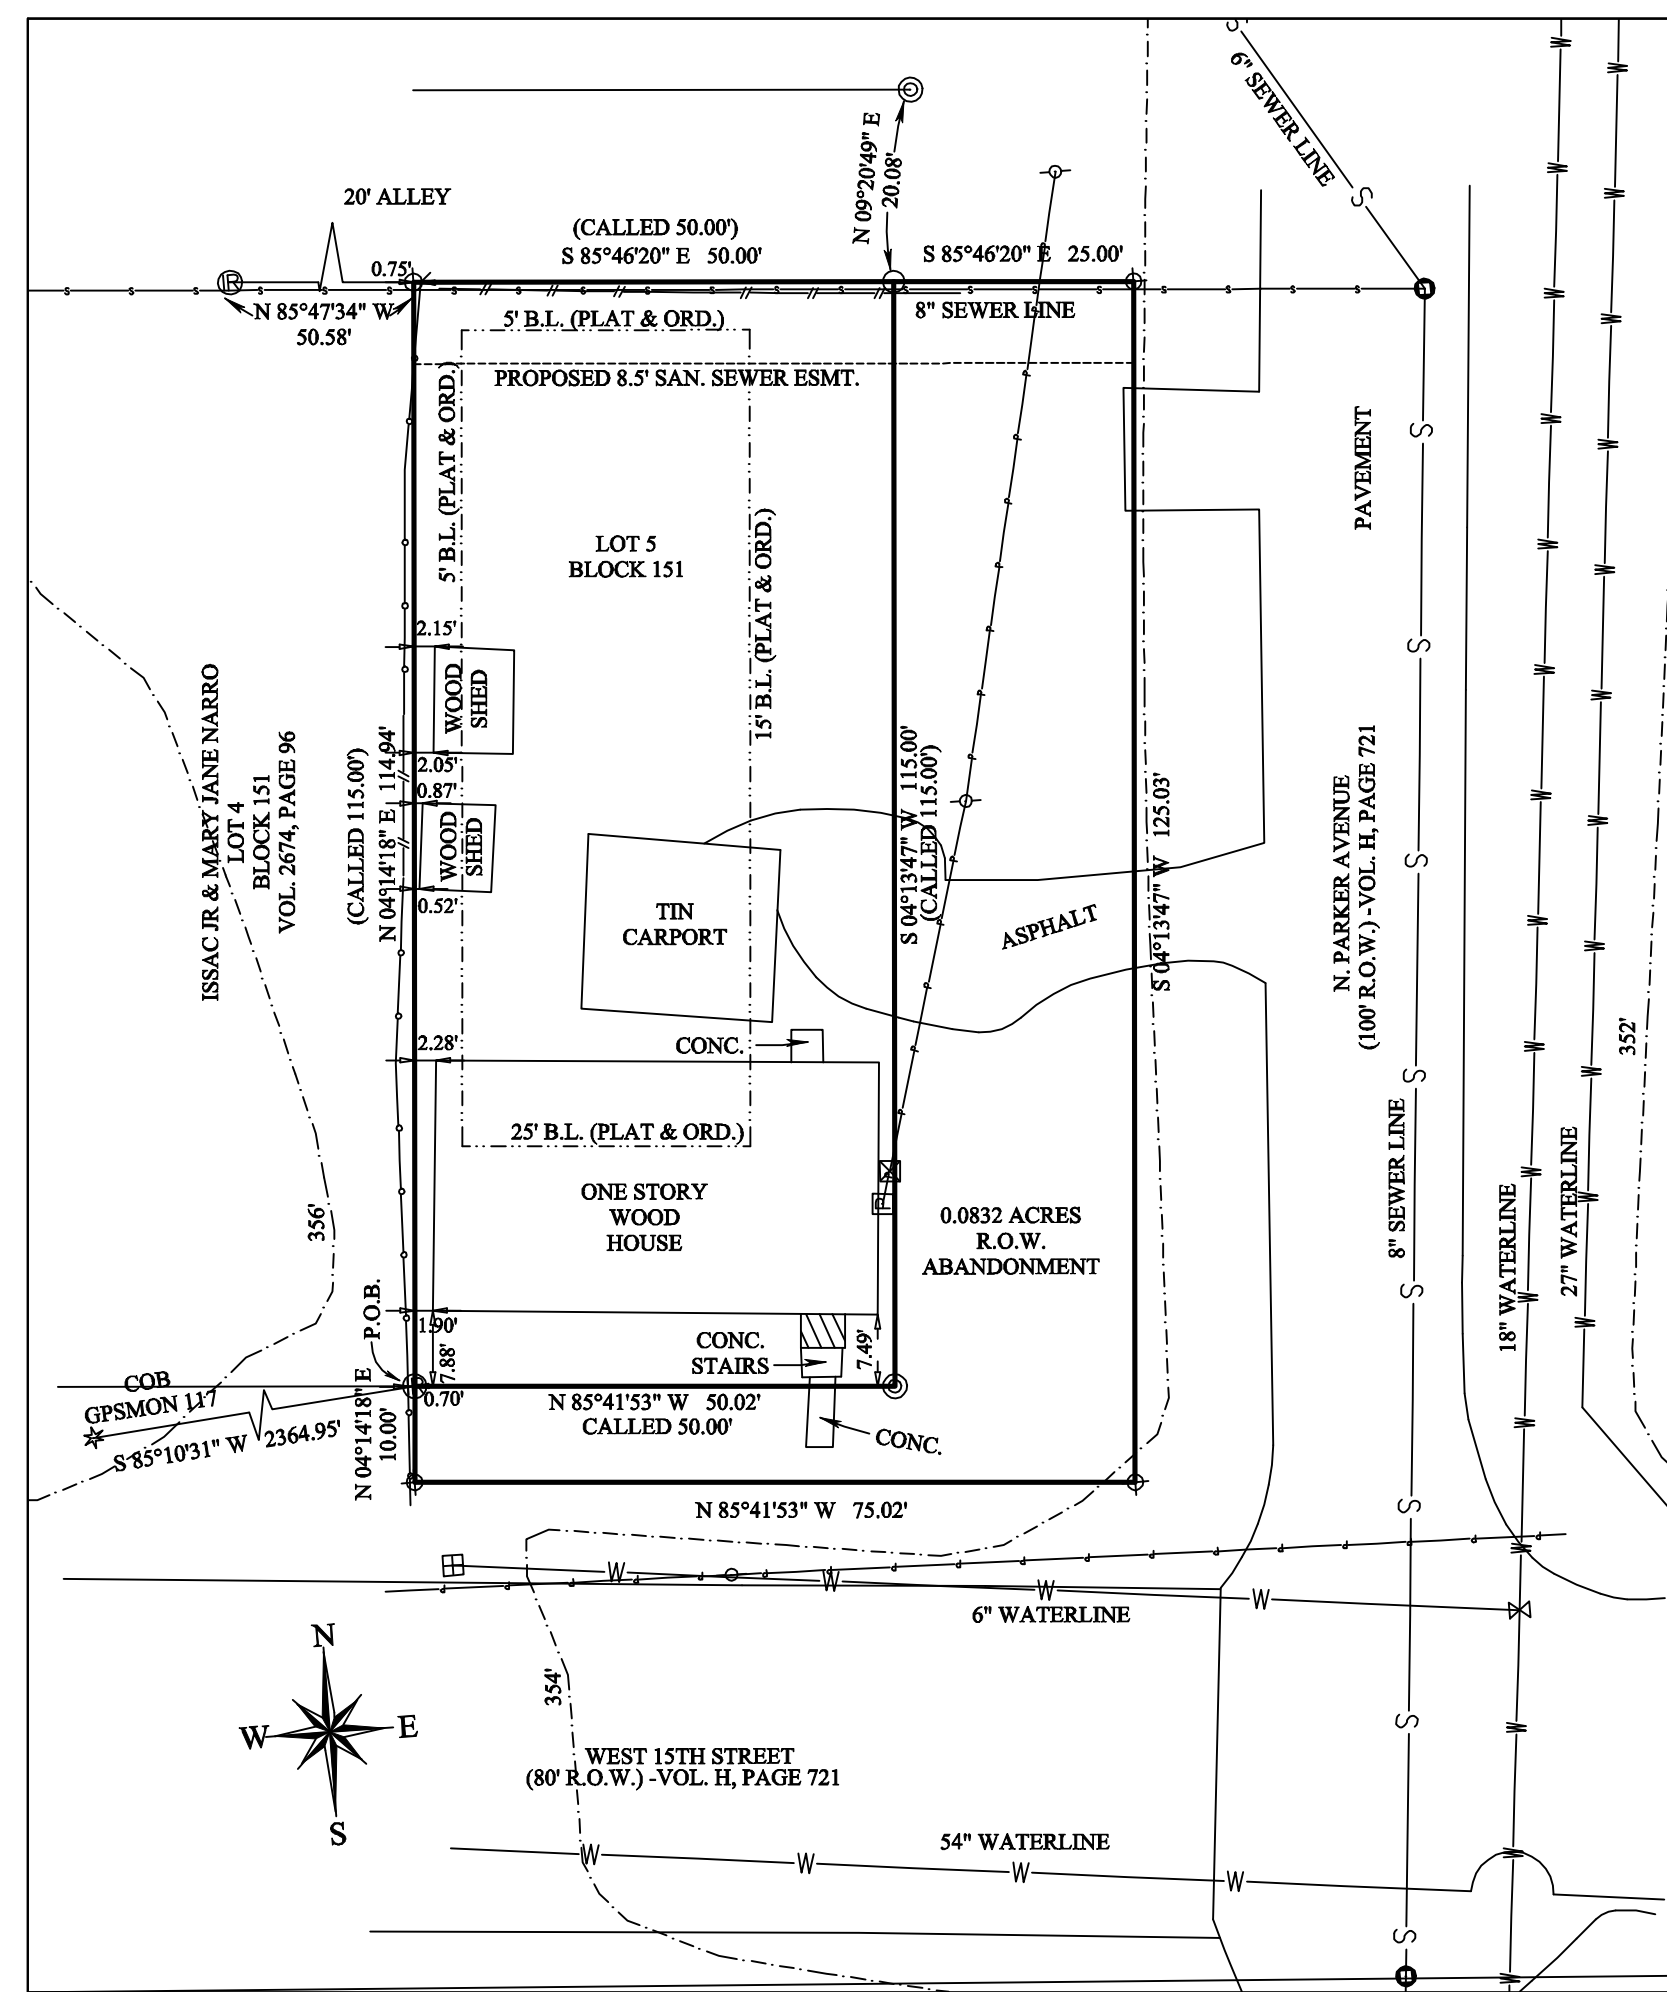 6" SEWER LINE
N 09°20'49" E
20.08'
20' ALLEY
(CALLED 50.00')
S 85°46'20" E 50.00'
S 85°46'20" E 25.00'
0.75'
IR
N 85°47'34" W
50.58'
5' B.L. (PLAT & ORD.)
8" SEWER LINE
PROPOSED 8.5' SAN. SEWER ESMT.
5' B.L. (PLAT & ORD.)
LOT 5
BLOCK 151
15' B.L. (PLAT & ORD.)
PAVEMENT
2.15'
WOOD
SHED
2.05'
0.87'
WOOD
SHED
0.52'
ISSAC JR & MARY JANE NARRO
LOT 4
BLOCK 151
VOL. 2674, PAGE 96
(CALLED 115.00')
N 04°14'18" E 114.94'
S 04°13'47" W 115.00'
(CALLED 115.00')
S 04°13'47" W 125.03'
N. PARKER AVENUE
(100' R.O.W.) -VOL. H, PAGE 721
TIN
CARPORT
ASPHALT
352'
2.28'
CONC.
25' B.L. (PLAT & ORD.)
ONE STORY
WOOD
HOUSE
P
0.0832 ACRES
R.O.W.
ABANDONMENT
8" SEWER LINE
18" WATERLINE
27" WATERLINE
356'
P.O.B.
1.90'
7.88'
CONC.
STAIRS
7.49'
COB
GPSMON 117
S 85°10'31" W 2364.95'
0.70'
N 85°41'53" W 50.02'
CALLED 50.00'
CONC.
N 04°14'18" E
10.00'
N 85°41'53" W 75.02'
W W W W
6" WATERLINE
N
W E
S
354'
WEST 15TH STREET
(80' R.O.W.) -VOL. H, PAGE 721
54" WATERLINE
W W W W